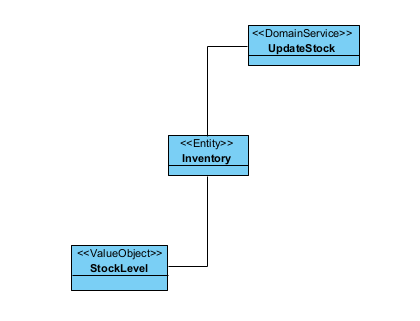 <<DomainService>>
UpdateStock
<<Entity>>
Inventory
<<ValueObject>>
StockLevel